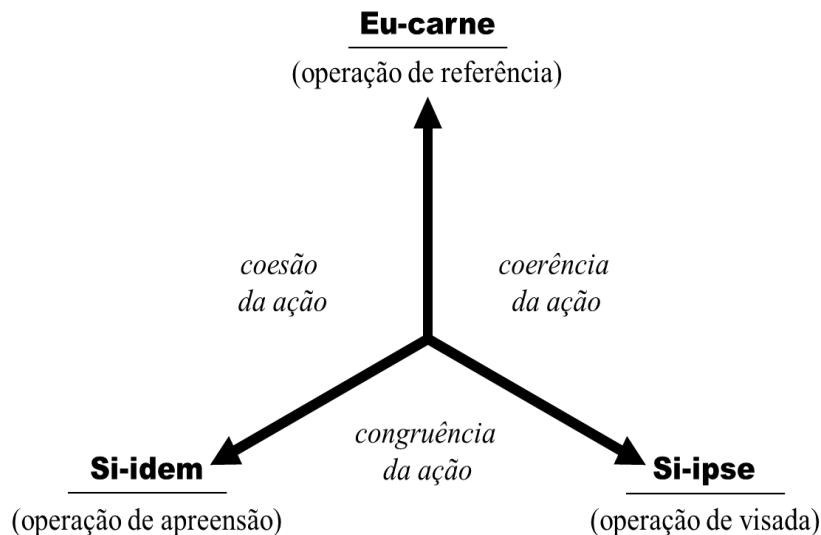 Eu-carne
(operação de referência)
coesão
da ação
coerência
da ação
congruência
da ação
Si-idem
(operação de apreensão)
Si-ipse
(operação de visada)